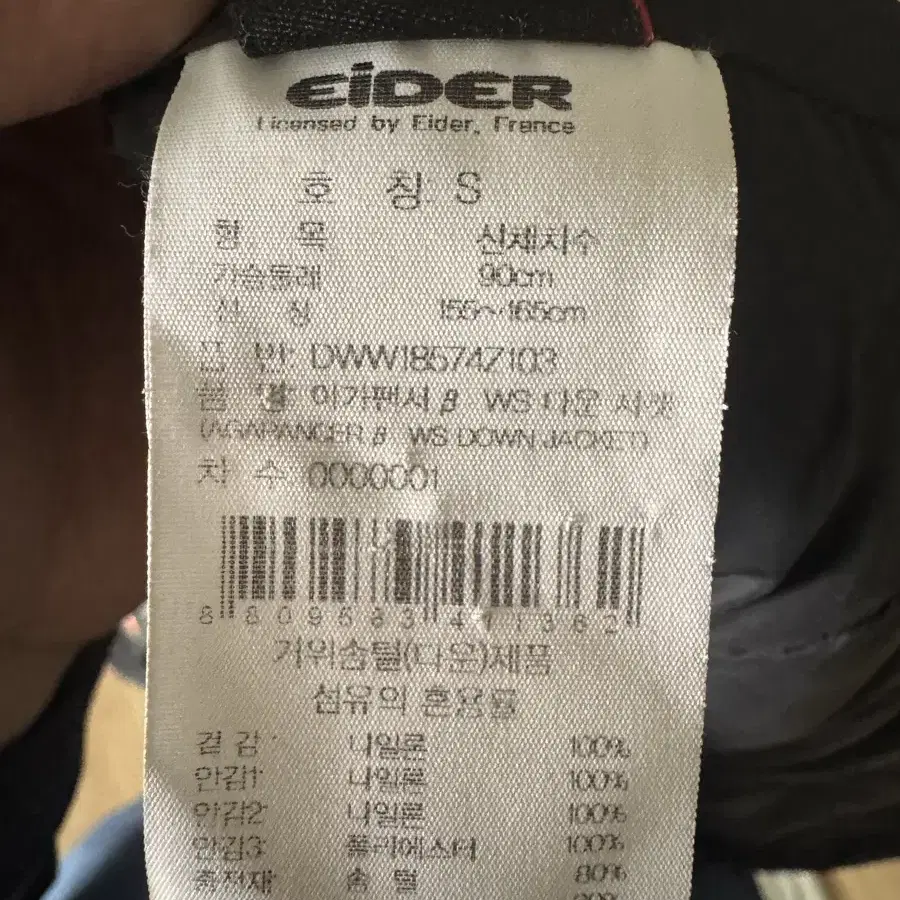 EiDER
Licensed by Eider, France
호 칭 S
항 목 신체치수
가슴둘레 90cm
신 장 155~165cm
품 번: DWW18574Z103
품 명: 아가팬서 β WS 다운 자켓
WS DOWN JACKET)
치 수 0000001
거위솜털(다운)제품
섬유의 혼용률
겉감: 나일론 100%
안감1: 나일론 100%
안감2: 나일론 100%
안감3: 폴리에스터 100%
충전재: 솜 털 80%